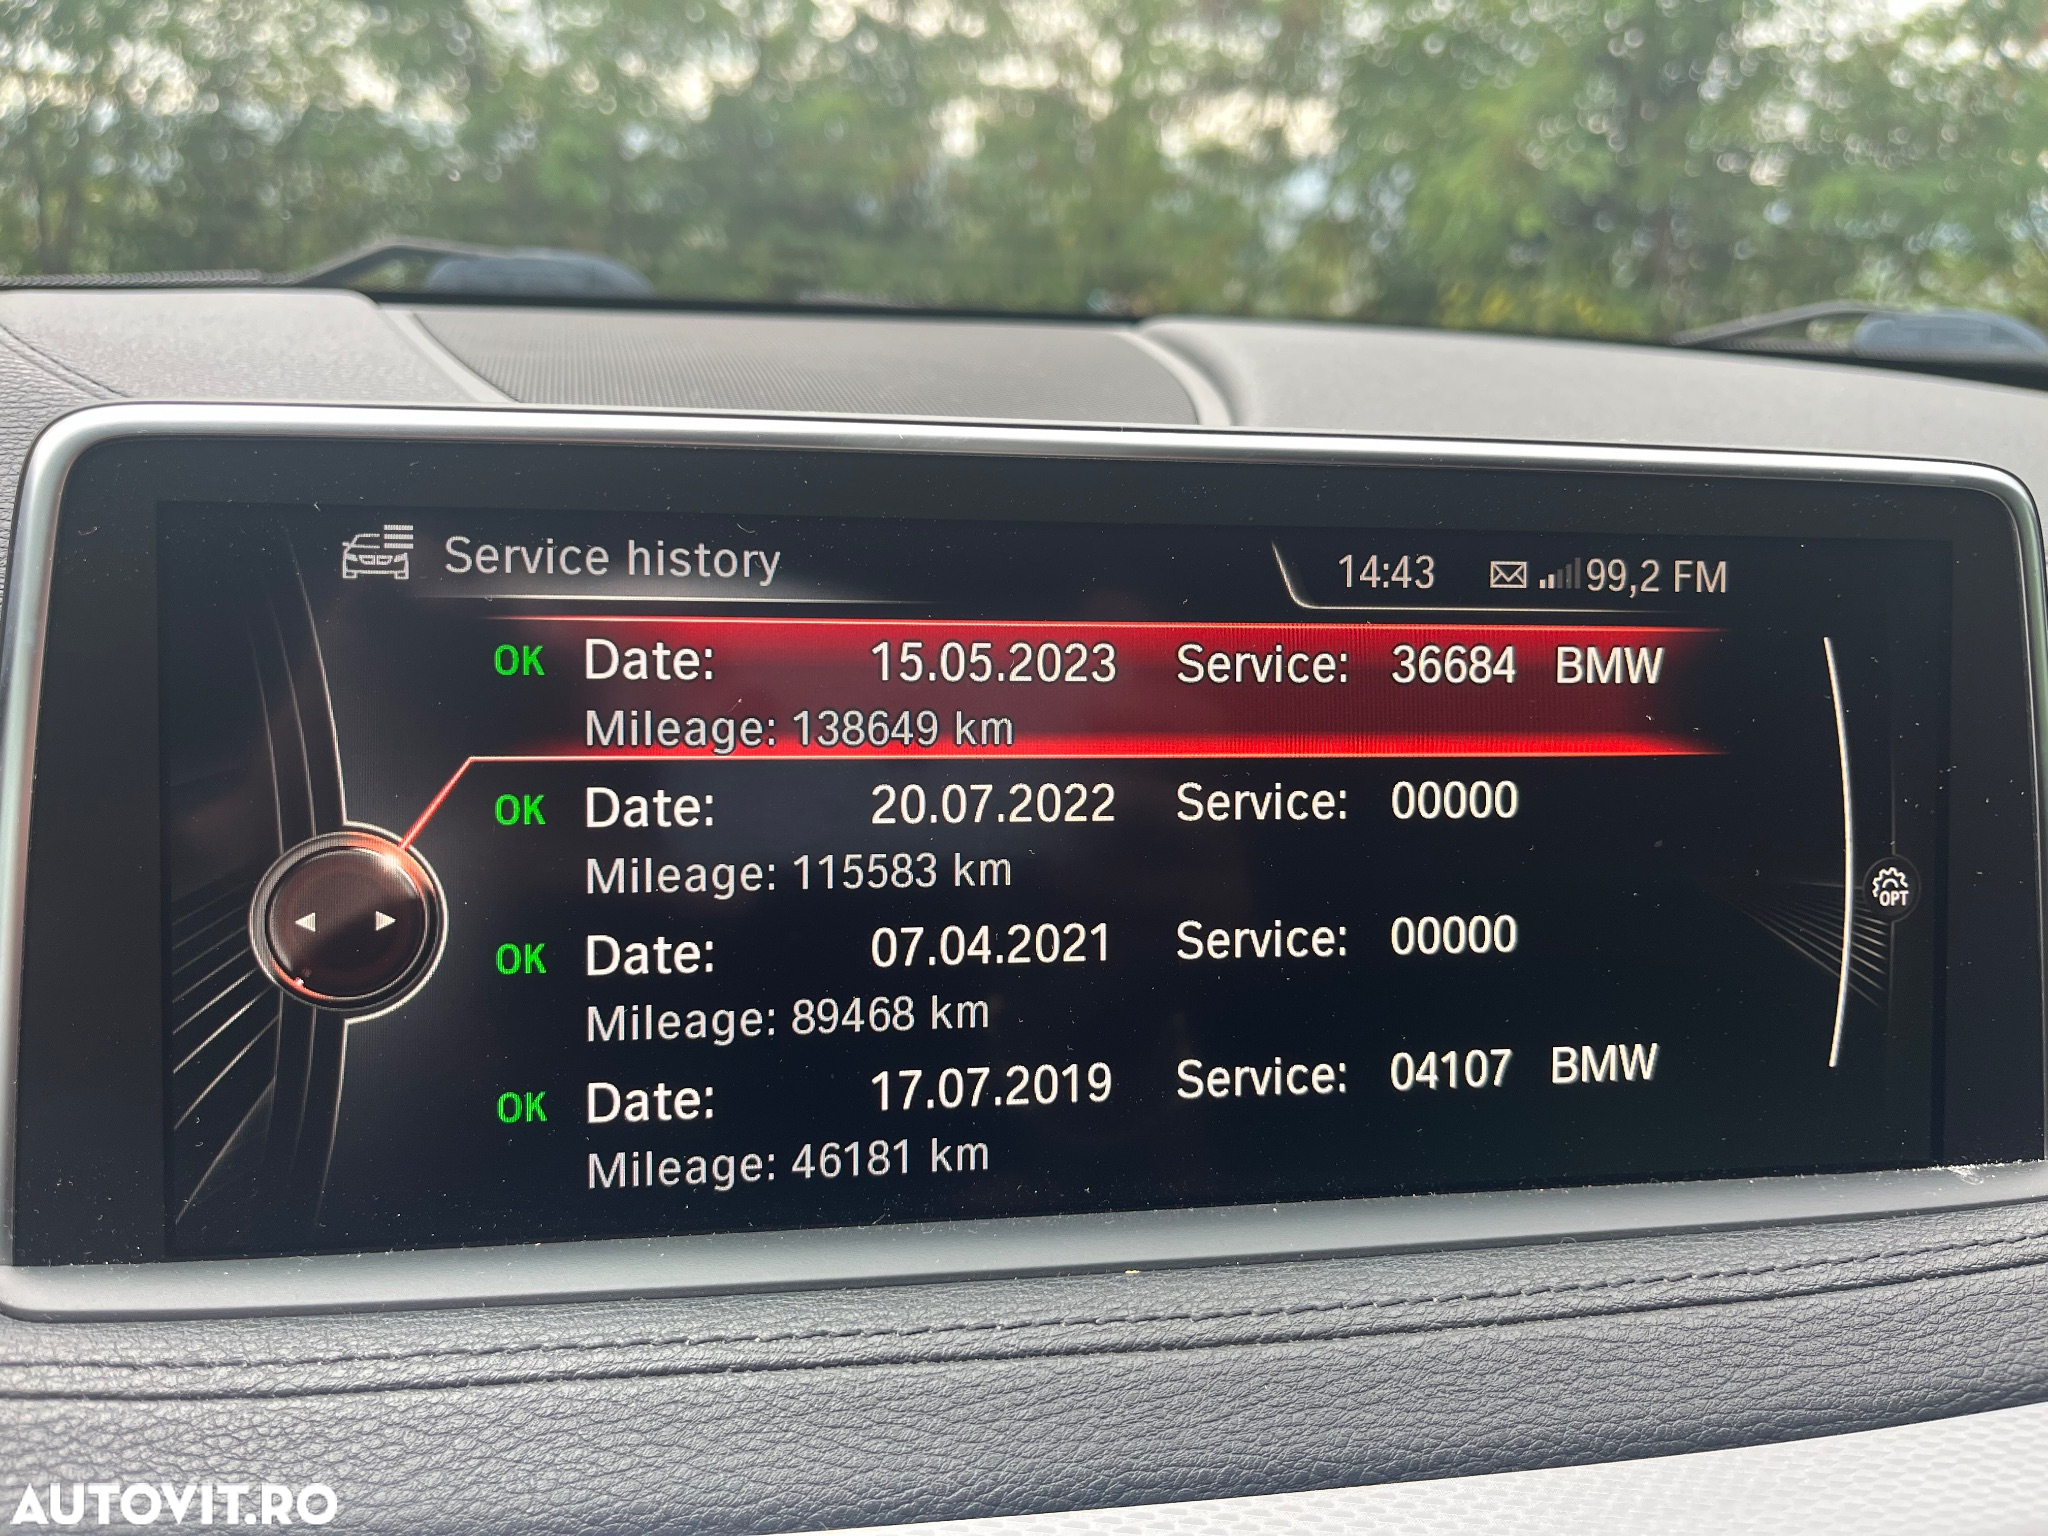 Service history 14:43 99,2 FM
OK Date: 15.05.2023 Service: 36684 BMW
Mileage: 138649 km
OK Date: 20.07.2022 Service: 00000
Mileage: 115583 km
OK Date: 07.04.2021 Service: 00000
Mileage: 89468 km
OK Date: 17.07.2019 Service: 04107 BMW
Mileage: 46181 km
OPT
AUTOVIT.RO